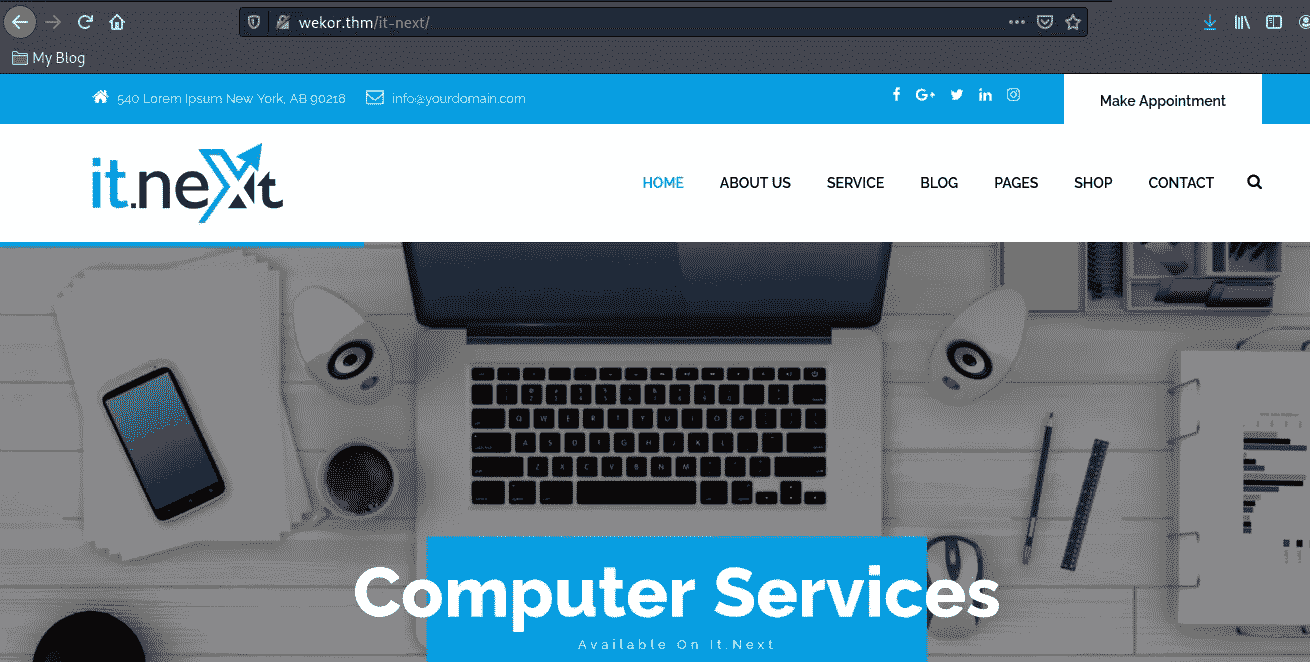 wekor.thm/it-next/
My Blog
540 Lorem Ipsum New York, AB 90218 info@yourdomain.com
Make Appointment
it.next
HOME ABOUT US SERVICE BLOG PAGES SHOP CONTACT
Computer Services
Available On It.Next